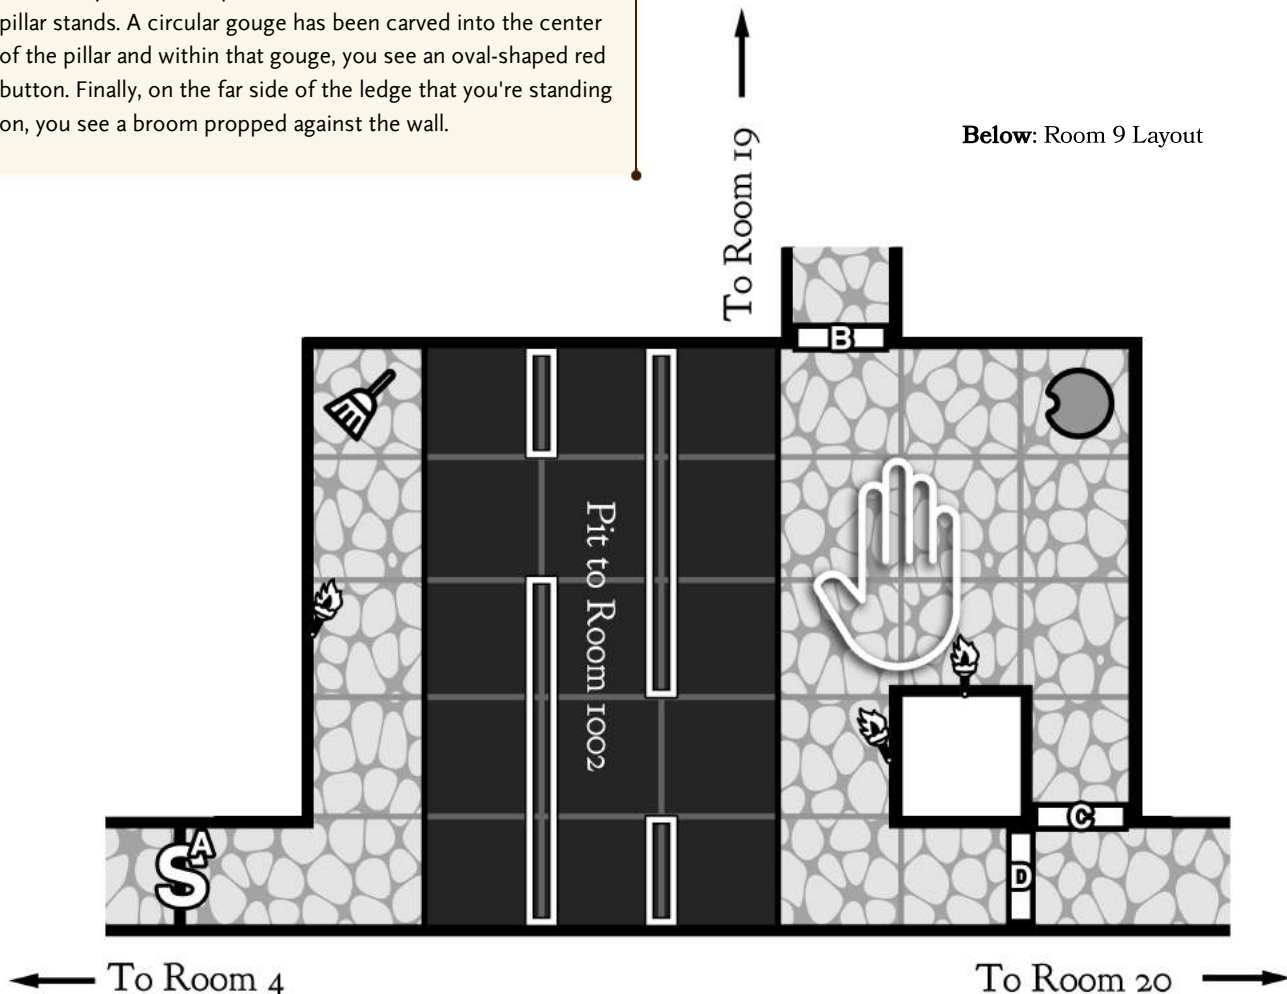 pillar stands. A circular gouge has been carved into the center
of the pillar and within that gouge, you see an oval-shaped red
button. Finally, on the far side of the ledge that you're standing
on, you see a broom propped against the wall.
Below: Room 9 Layout
To Room 19
B
Pit to Room 1002
A
S
C
D
To Room 4
To Room 20